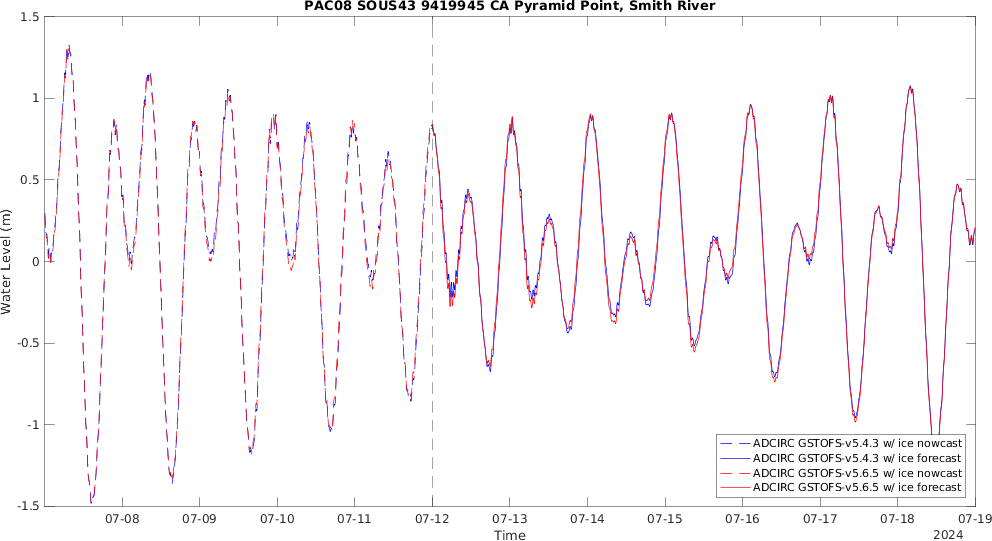 PAC08 SOUS43 9419945 CA Pyramid Point, Smith River
Water Level (m)
1.5
1
0.5
0
-0.5
-1
-1.5
07-08 07-09 07-10 07-11 07-12 07-13 07-14 07-15 07-16 07-17 07-18 07-19
Time
2024
ADCIRC GSTOFS-v5.4.3 w/ ice nowcast
ADCIRC GSTOFS-v5.4.3 w/ ice forecast
ADCIRC GSTOFS-v5.6.5 w/ ice nowcast
ADCIRC GSTOFS-v5.6.5 w/ ice forecast